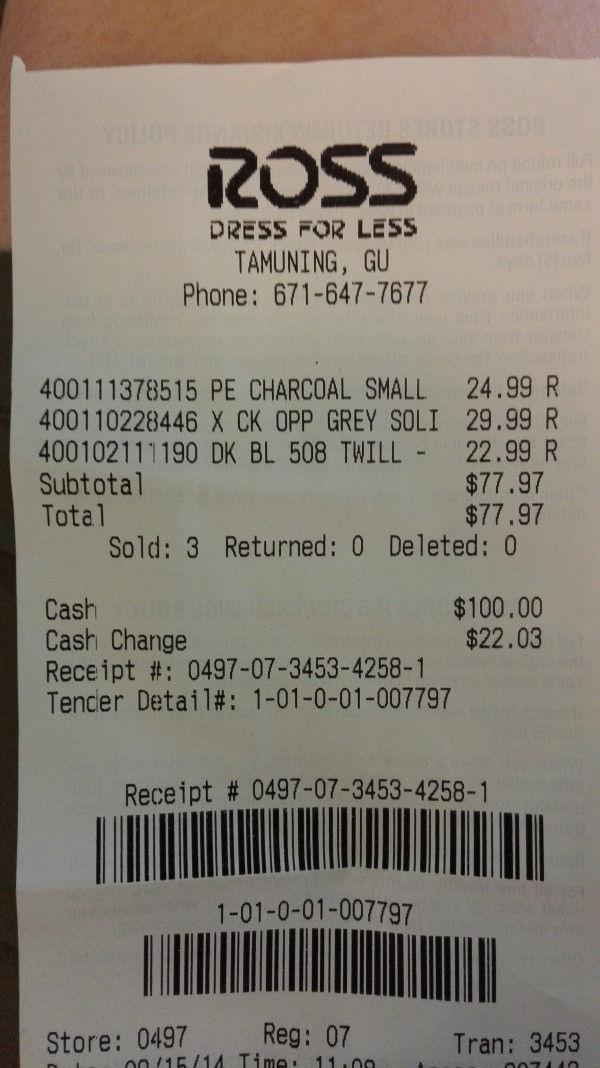 ROSS
DRESS FOR LESS
TAMUNING, GU
Phone: 671-647-7677
400111378515 PE CHARCOAL SMALL 24.99 R
400110228446 X CK OPP GREY SOLI 29.99 R
400102111190 DK BL 508 TWILL - 22.99 R
Subtotal $77.97
Total $77.97
Sold: 3 Returned: 0 Deleted: 0
Cash $100.00
Cash Change $22.03
Receipt #: 0497-07-3453-4258-1
Tender Detail#: 1-01-0-01-007797
Receipt # 0497-07-3453-4258-1
1-01-0-01-007797
Store: 0497 Reg: 07 Tran: 3453
Time: 11:09